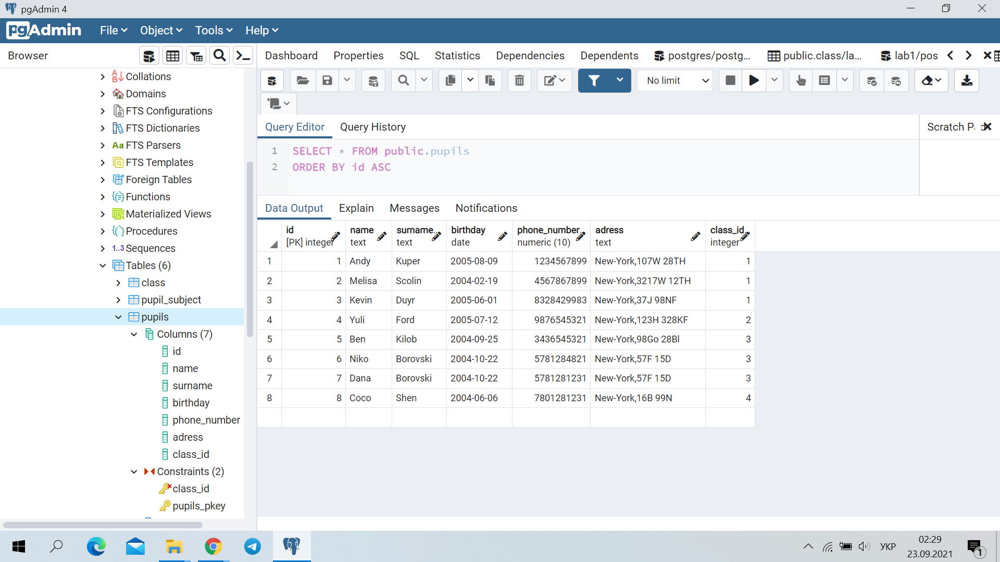 pgAdmin 4
pgAdmin File Object Tools Help
Browser
Dashboard Properties SQL Statistics Dependencies Dependents postgres/postg... public.class/la... lab1/pos
No limit
Query Editor Query History
Scratch P
1 SELECT * FROM public.pupils
2 ORDER BY id ASC
Data Output Explain Messages Notifications
id name surname.. birthday phone_number.. adress class_id..
[PK] integer text text date numeric (10) text integer
1 1 Andy Kuper 2005-08-09 1234567899 New-York,107W 28TH 1
2 2 Melisa Scolin 2004-02-19 4567867899 New-York,3217W 12TH 1
3 3 Kevin Duyr 2005-06-01 8328429983 New-York,37J 98NF 1
4 4 Yuli Ford 2005-07-12 9876545321 New-York,123H 328KF 2
5 5 Ben Kilob 2004-09-25 3436545321 New-York,98Go 28Bl 3
6 6 Niko Borovski 2004-10-22 5781284821 New-York,57F 15D 3
7 7 Dana Borovski 2004-10-22 5781281231 New-York,57F 15D 3
8 8 Coco Shen 2004-06-06 7801281231 New-York,16B 99N 4
Collations
Domains
FTS Configurations
FTS Dictionaries
Aa FTS Parsers
FTS Templates
Foreign Tables
Functions
Materialized Views
Procedures
1..3 Sequences
Tables (6)
class
pupil_subject
pupils
Columns (7)
id
name
surname
birthday
phone_number
adress
class_id
Constraints (2)
class_id
pupils_pkey
УКР
02:29
23.09.2021
1